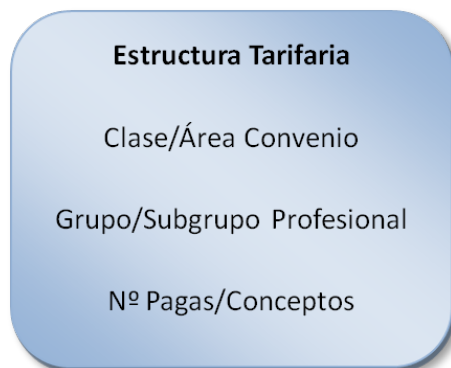 Estructura Tarifaria
Clase/Área Convenio
Grupo/Subgrupo Profesional
Nº Pagas/Conceptos